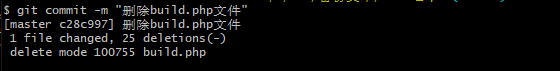 $ git commit -m "删除build.php文件"
[master c28c997] 删除build.php文件
1 file changed, 25 deletions(-)
delete mode 100755 build.php